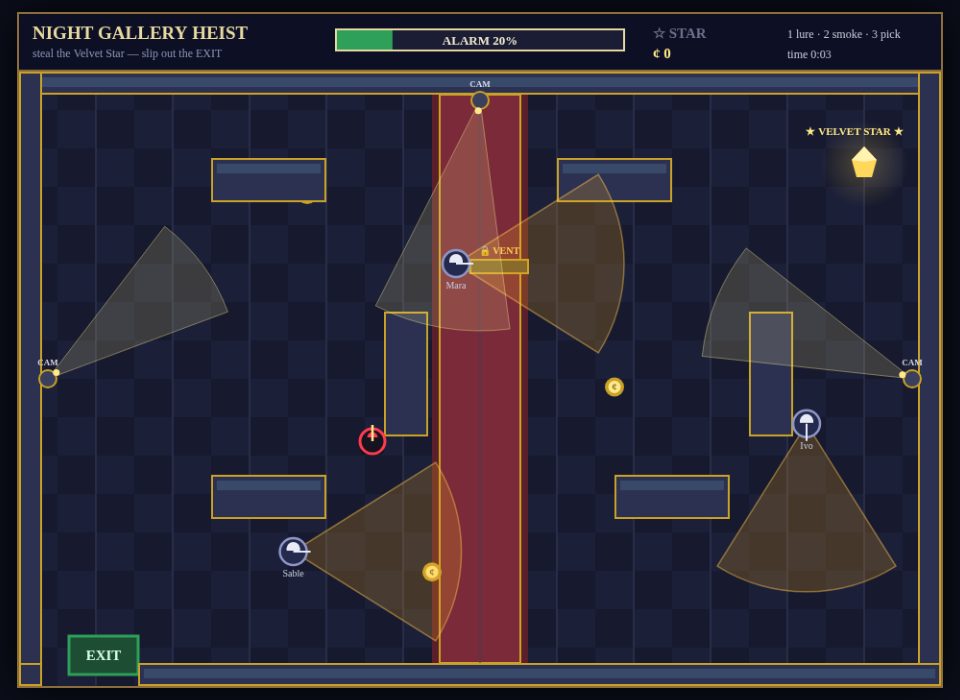 NIGHT GALLERY HEIST
steal the Velvet Star — slip out the EXIT
ALARM 20%
☆ STAR
¢ 0
1 lure · 2 smoke · 3 pick
time 0:03
CAM
★ VELVET STAR ★
🔒 VENT
Mara
CAM
CAM
¢
Ivo
Sable
¢
EXIT